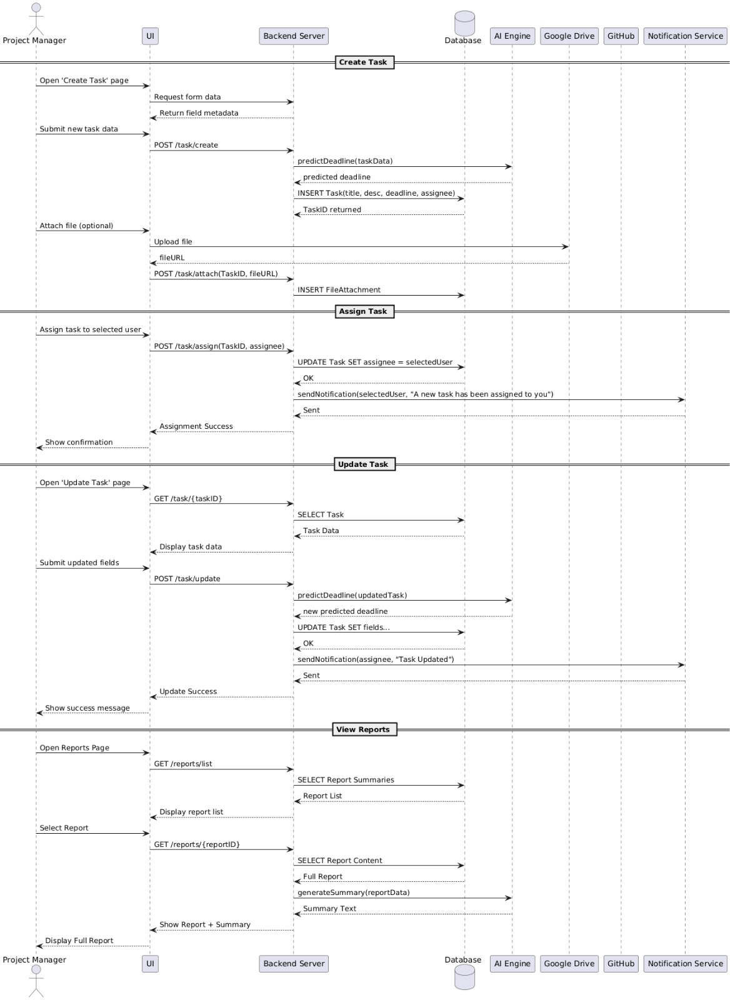 Project Manager
UI
Backend Server
Database
AI Engine
Google Drive
GitHub
Notification Service
Create Task
Open 'Create Task' page
Request form data
Return field metadata
Submit new task data
POST /task/create
predictDeadline(taskData)
predicted deadline
INSERT Task(title, desc, deadline, assignee)
TaskID returned
Attach file (optional)
Upload file
fileURL
POST /task/attach(TaskID, fileURL)
INSERT FileAttachment
Assign Task
Assign task to selected user
POST /task/assign(TaskID, assignee)
UPDATE Task SET assignee = selectedUser
OK
sendNotification(selectedUser, "A new task has been assigned to you")
Sent
Assignment Success
Show confirmation
Update Task
Open 'Update Task' page
GET /task/{taskID}
SELECT Task
Task Data
Display task data
Submit updated fields
POST /task/update
predictDeadline(updatedTask)
new predicted deadline
UPDATE Task SET fields...
OK
sendNotification(assignee, "Task Updated")
Sent
Update Success
Show success message
View Reports
Open Reports Page
GET /reports/list
SELECT Report Summaries
Report List
Display report list
Select Report
GET /reports/{reportID}
SELECT Report Content
Full Report
generateSummary(reportData)
Summary Text
Show Report + Summary
Display Full Report
Project Manager
UI
Backend Server
Database
AI Engine
Google Drive
GitHub
Notification Service